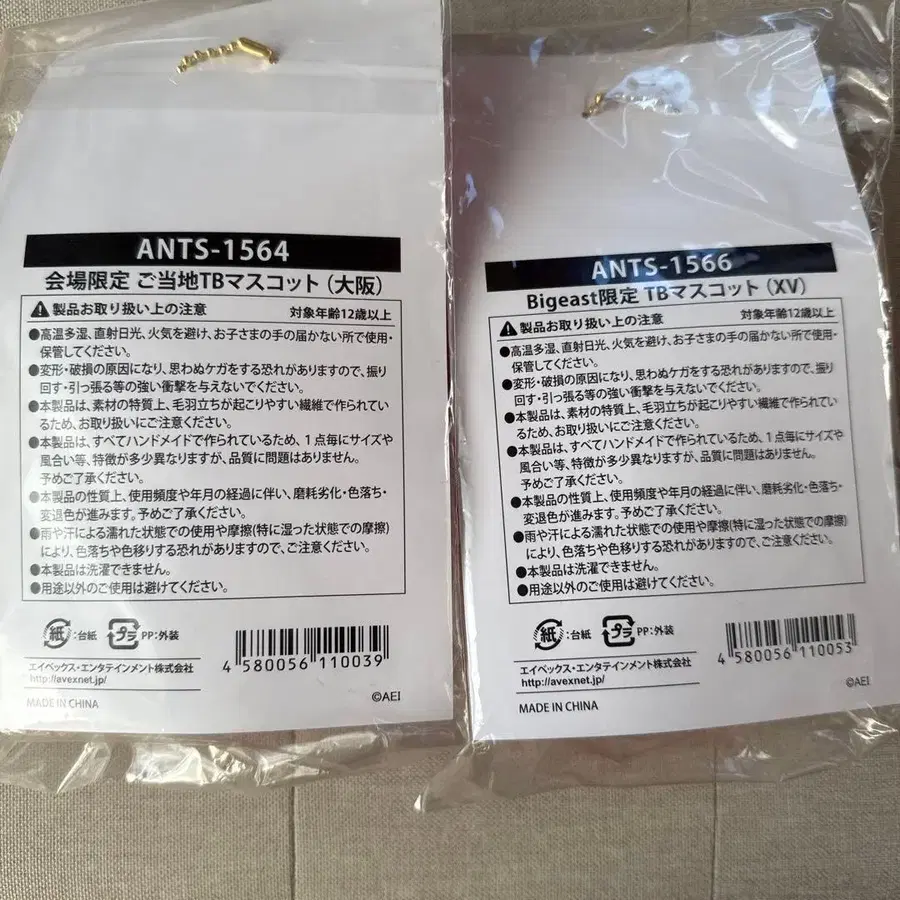 ANTS-1564
会場限定 ご当地TBマスコット（大阪）
製品お取り扱い上の注意 対象年齢12歳以上
●高温多湿、直射日光、火気を避け、お子さまの手の届かない所で使用・
保管してください。
●変形・破損の原因になり、思わぬケガをする恐れがありますので、振り
回す・引っ張る等の強い衝撃を与えないでください。
●本製品は、素材の特質上、毛羽立ちが起こりやすい繊維で作られてい
るため、お取り扱いにご注意ください。
●本製品は、すべてハンドメイドで作られているため、1点毎にサイズや
風合い等、特徴が多少異なりますが、品質に問題はありません。
予めご了承ください。
●本製品の性質上、使用頻度や年月の経過に伴い、磨耗劣化・色落ち・
変退色が進みます。予めご了承ください。
●雨や汗による濡れた状態での使用や摩擦(特に湿った状態での摩擦)
により、色落ちや色移りする恐れがありますので、ご注意ください。
●本製品は洗濯できません。
●用途以外のご使用は避けてください。
紙:台紙 プラ PP:外装
4 580056 110039
エイベックス・エンタテインメント株式会社
http://avexnet.jp/
©AEI
MADE IN CHINA
ANTS-1566
Bigeast限定 TBマスコット（XV）
製品お取り扱い上の注意 対象年齢12歳以上
●高温多湿、直射日光、火気を避け、お子さまの手の届かない所で使用・
保管してください。
●変形・破損の原因になり、思わぬケガをする恐れがありますので、振り
回す・引っ張る等の強い衝撃を与えないでください。
●本製品は、素材の特質上、毛羽立ちが起こりやすい繊維で作られてい
るため、お取り扱いにご注意ください。
●本製品は、すべてハンドメイドで作られているため、1点毎にサイズや
風合い等、特徴が多少異なりますが、品質に問題はありません。
予めご了承ください。
●本製品の性質上、使用頻度や年月の経過に伴い、磨耗劣化・色落ち・
変退色が進みます。予めご了承ください。
●雨や汗による濡れた状態での使用や摩擦(特に湿った状態での摩擦)
により、色落ちや色移りする恐れがありますので、ご注意ください。
●本製品は洗濯できません。
●用途以外のご使用は避けてください。
紙:台紙 プラ PP:外装
4 580056 110053
エイベックス・エンタテインメント株式会社
http://avexnet.jp/
©AEI
MADE IN CHINA